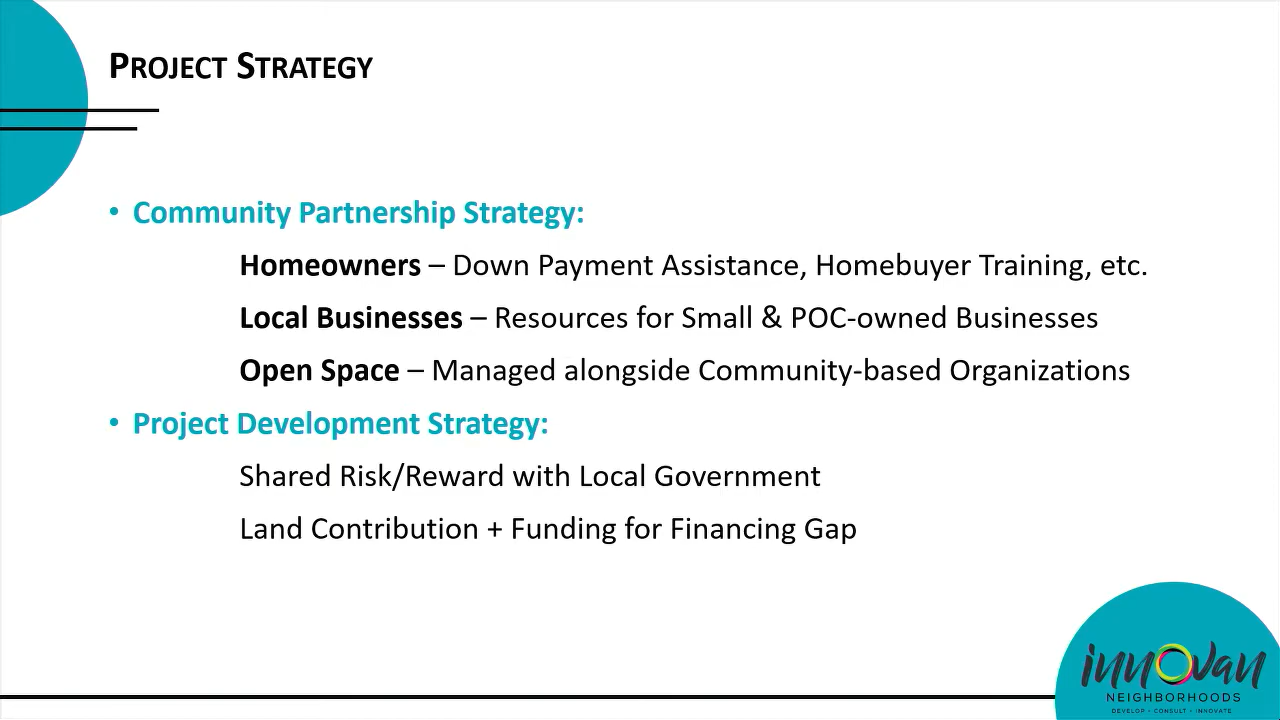 PROJECT STRATEGY
• Community Partnership Strategy:
Homeowners – Down Payment Assistance, Homebuyer Training, etc.
Local Businesses – Resources for Small & POC-owned Businesses
Open Space – Managed alongside Community-based Organizations
• Project Development Strategy:
Shared Risk/Reward with Local Government
Land Contribution + Funding for Financing Gap
innovan
NEIGHBORHOODS
DEVELOP • CONSULT • INNOVATE